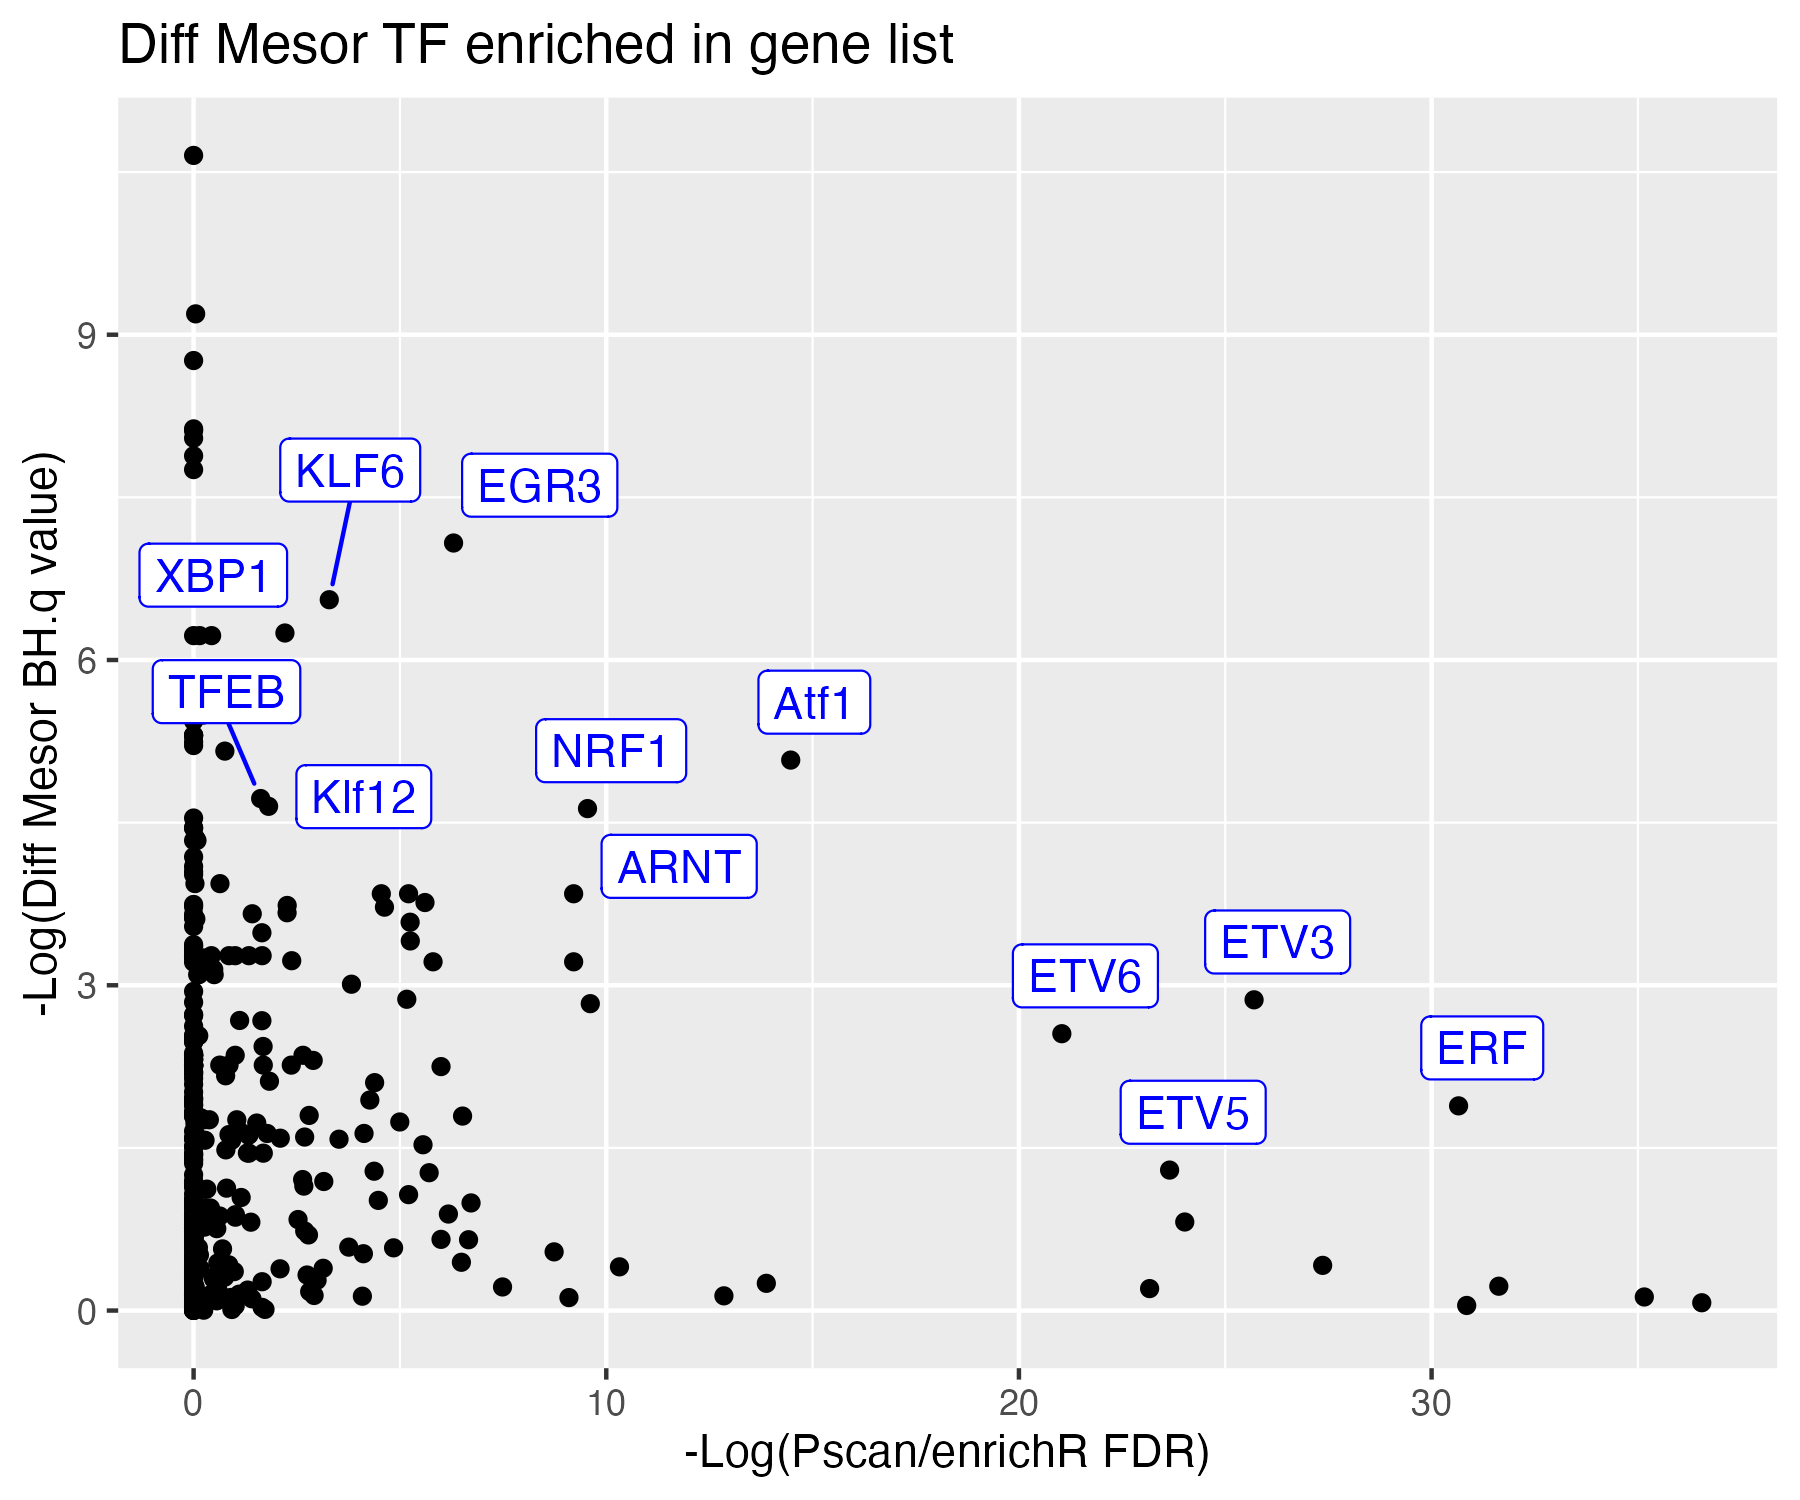 Diff Mesor TF enriched in gene list
-Log(Diff Mesor BH.q value)
9
6
3
0
KLF6
EGR3
XBP1
TFEB
Atf1
NRF1
Klf12
ARNT
ETV3
ETV6
ERF
ETV5
0
10
20
30
-Log(Pscan/enrichR FDR)